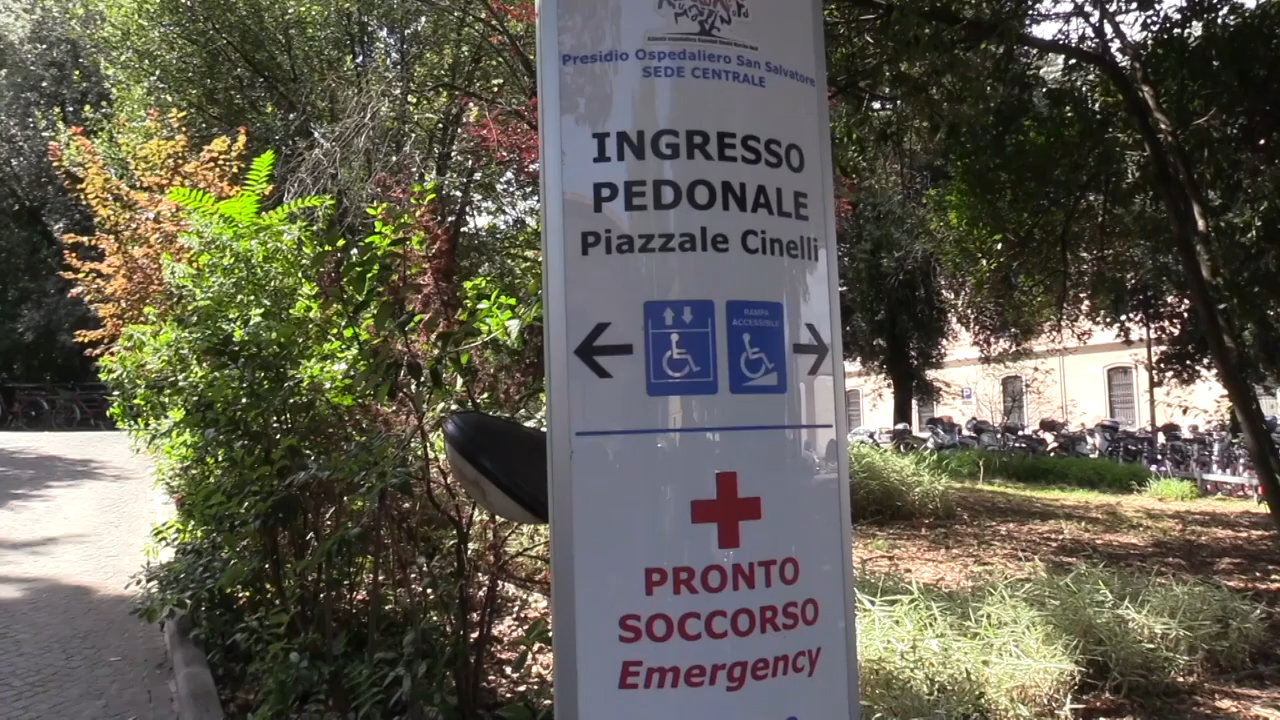 Presidio Ospedaliero San Salvatore
SEDE CENTRALE
INGRESSO
PEDONALE
Piazzale Cinelli
RAMPA
ACCESSIBILE
PRONTO
SOCCORSO
Emergency